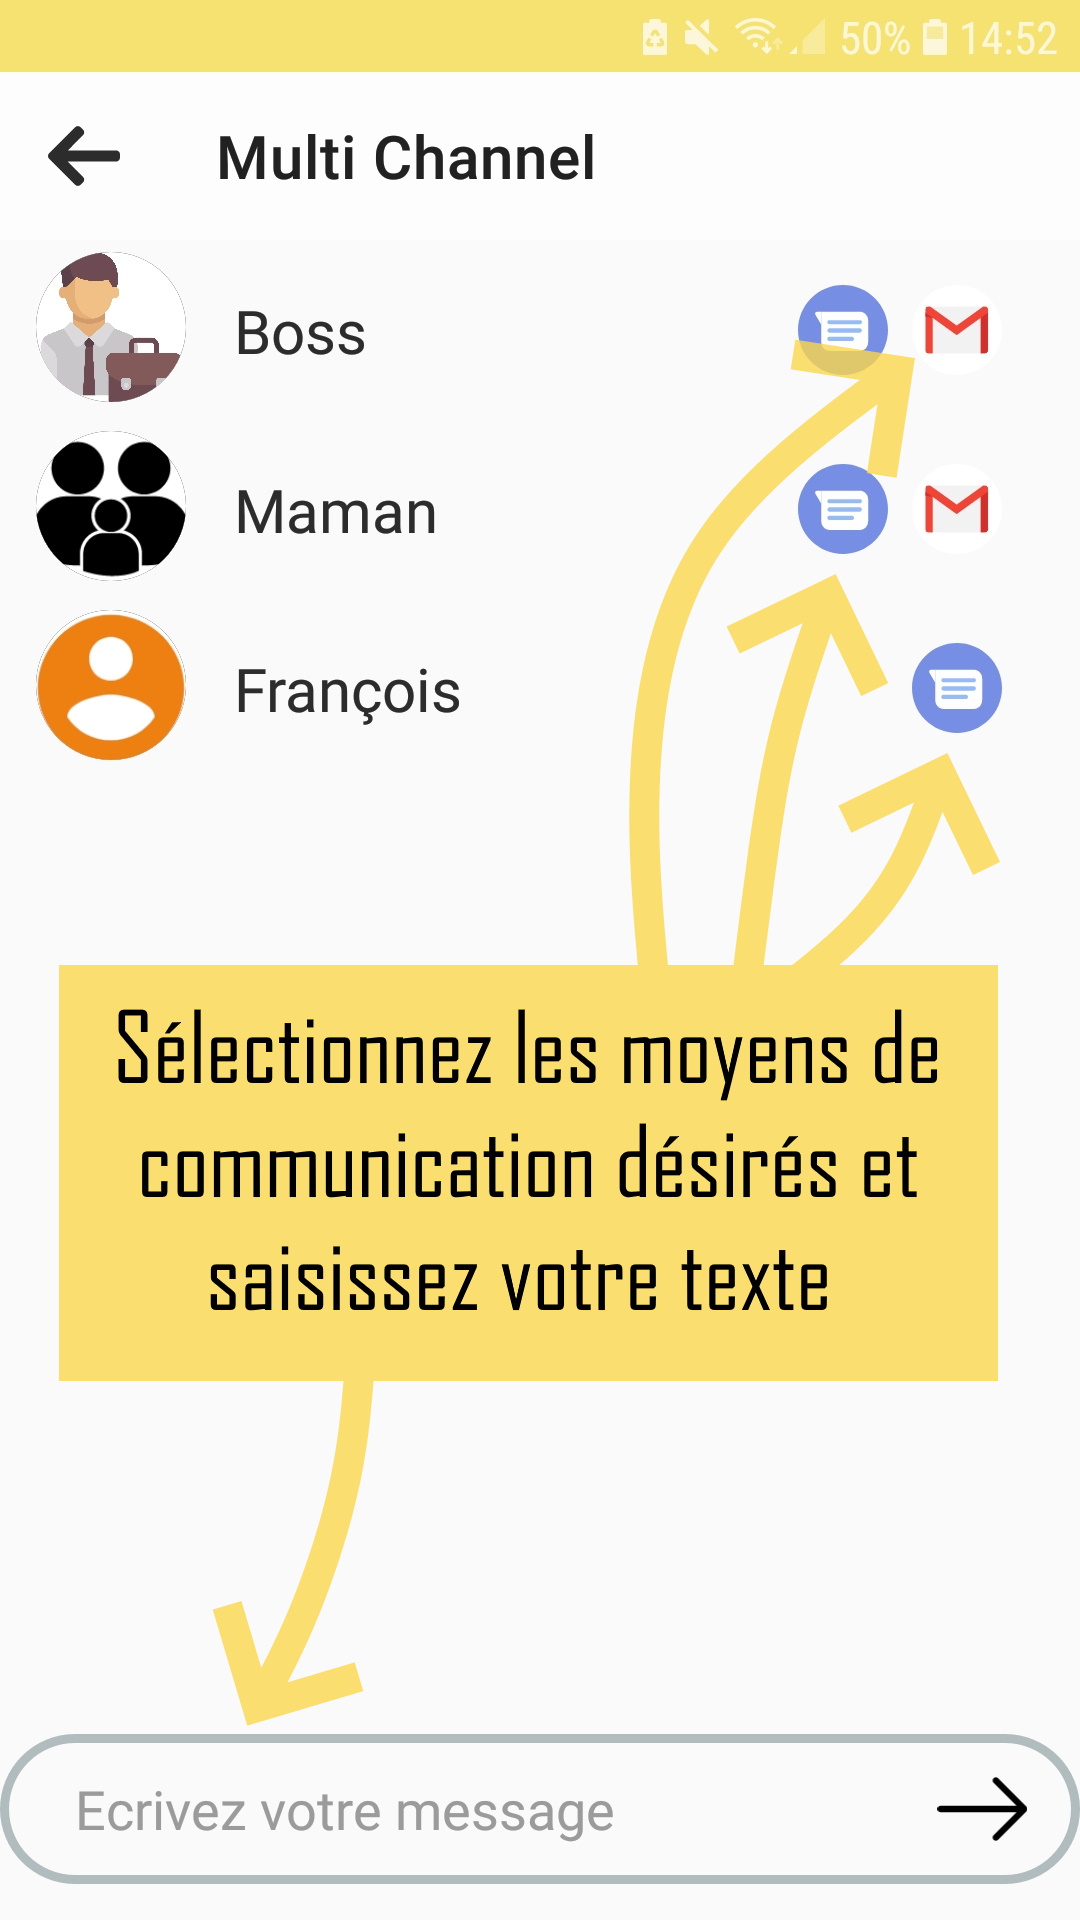 50% 14:52
Multi Channel
Boss
Maman
François
Sélectionnez les moyens de
communication désirés et
saisissez votre texte
Ecrivez votre message